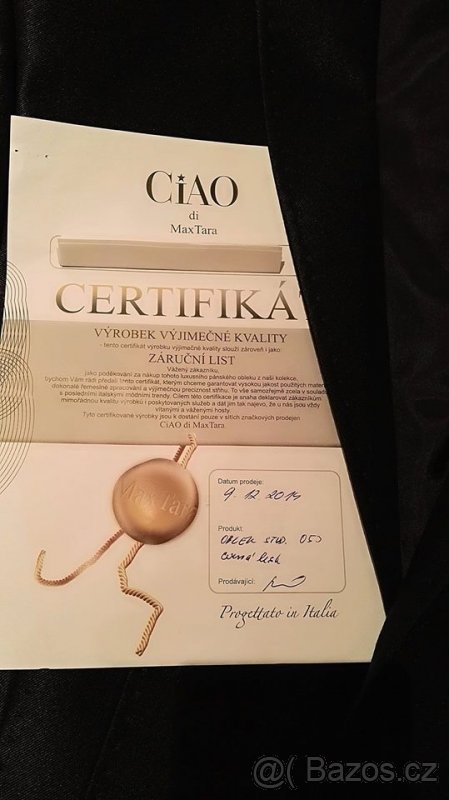 CiAO
di
MaxTara
CERTIFIKÁ
VÝROBEK VÝJIMEČNÉ KVALITY
- tento certifikát výrobku výjimečné kvality slouží zároveň i jako:
ZÁRUČNÍ LIST
Vážený zákazníku,
jako poděkování za nákup tohoto luxusního pánského obleku z naší kolekce,
bychom Vám rádi předali tento certifikát, kterým chceme garantovat vysokou jakost použitých mater
dokonalé řemeslné zpracování a výjimečnou preciznost střihu. To vše samozřejmě zcela v souladu
s posledními italskými módními trendy. Cílem této certifikace je snaha deklarovat zákazníkům
mimořádnou kvalitu výrobků i poskytovaných služeb a dát jim tak najevo, že u nás jsou vždy
vítanými a váženými hosty.
Tyto certifikované výrobky jsou k dostání pouze v sítích značkových prodejen
CiAO di MaxTara.
MaxTara
Datum prodeje:
9. 12. 2014
Produkt:
OBLEK STUD. 050
černá lesk
Prodávající:
Progettato in Italia
@( Bazos.cz